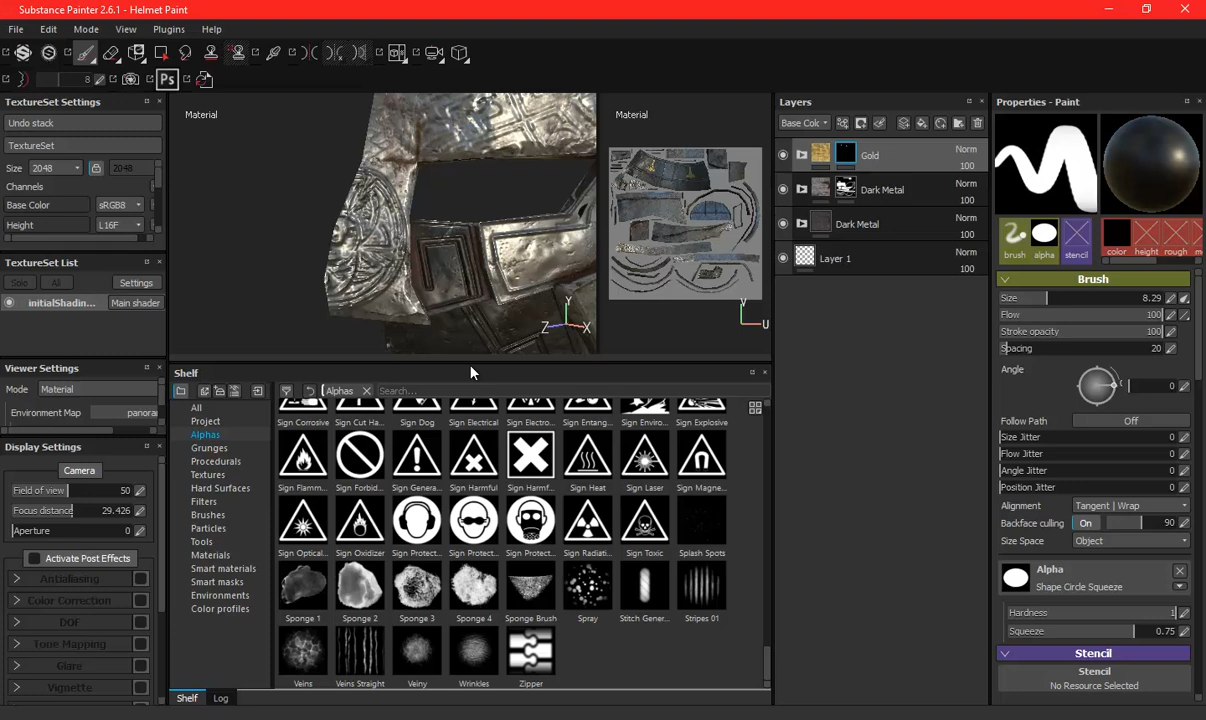 Substance Painter 2.6.1 - Helmet Paint
File Edit Mode View Plugins Help
8
Ps
TextureSet Settings
Undo stack
TextureSet
Size 2048 2048
Channels
Base Color sRGB8
Height L16F
TextureSet List
Solo All Settings
initialShadin... Main shader
Viewer Settings
Mode Material
Environment Map panorar
Display Settings
Camera
Field of view 50
Focus distance 29.426
Aperture 0
Activate Post Effects
Antialiasing
Color Correction
DOF
Tone Mapping
Glare
Vignette
Material
Y
Z X
Material
V
U
Shelf
Alphas Search...
All
Project
Alphas
Grunges
Procedurals
Textures
Hard Surfaces
Filters
Brushes
Particles
Tools
Materials
Smart materials
Smart masks
Environments
Color profiles
Sign Corrosive Sign Cut Ha... Sign Dog Sign Electrical Sign Electro... Sign Entang... Sign Enviro... Sign Explosive
Sign Flamm... Sign Forbid... Sign Genera... Sign Harmful Sign Harmf... Sign Heat Sign Laser Sign Magne...
Sign Optical... Sign Oxidizer Sign Protect... Sign Protect... Sign Protect... Sign Radiati... Sign Toxic Splash Spots
Sponge 1 Sponge 2 Sponge 3 Sponge 4 Sponge Brush Spray Stitch Gener... Stripes 01
Veins Veins Straight Veiny Wrinkles Zipper
Shelf Log
Layers
Base Colo
Gold Norm
100
Dark Metal Norm
100
Dark Metal Norm
100
Layer 1 Norm
100
Properties - Paint
brush alpha stencil color height rough m
Brush
Size 8.29
Flow 100
Stroke opacity 100
Spacing 20
Angle 0
Follow Path Off
Size Jitter 0
Flow Jitter 0
Angle Jitter 0
Position Jitter 0
Alignment Tangent | Wrap
Backface culling On 90
Size Space Object
Alpha
Shape Circle Squeeze
Hardness 1
Squeeze 0.75
Stencil
Stencil
No Resource Selected